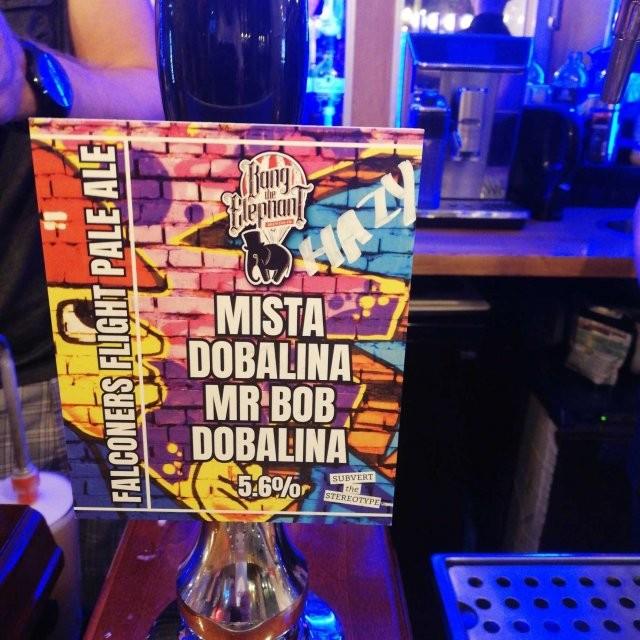 FALCONERS FLIGHT PALE ALE
Bang
the
Elephant
HAZY
MISTA
DOBALINA
MR BOB
DOBALINA
5.6%
SUBVERT
the
STEREOTYPE